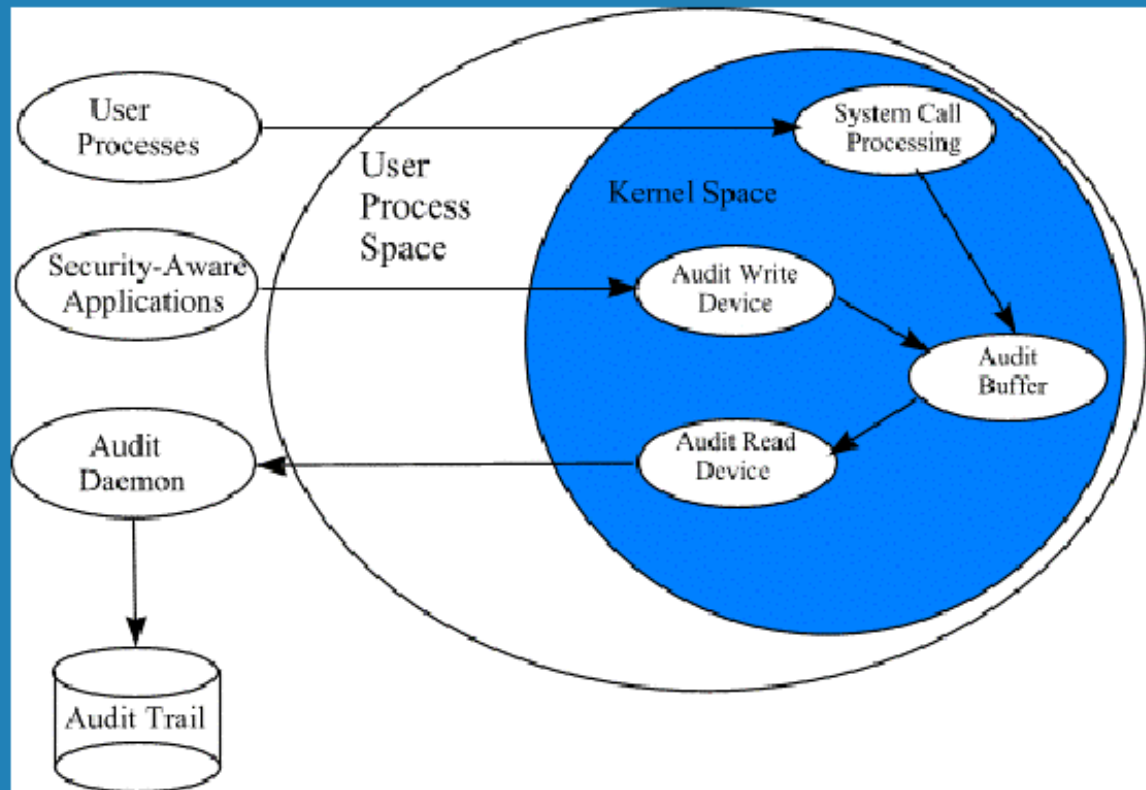 User
Processes
System Call
Processing
User
Process
Space
Kernel Space
Security-Aware
Applications
Audit Write
Device
Audit
Buffer
Audit
Daemon
Audit Read
Device
Audit Trail